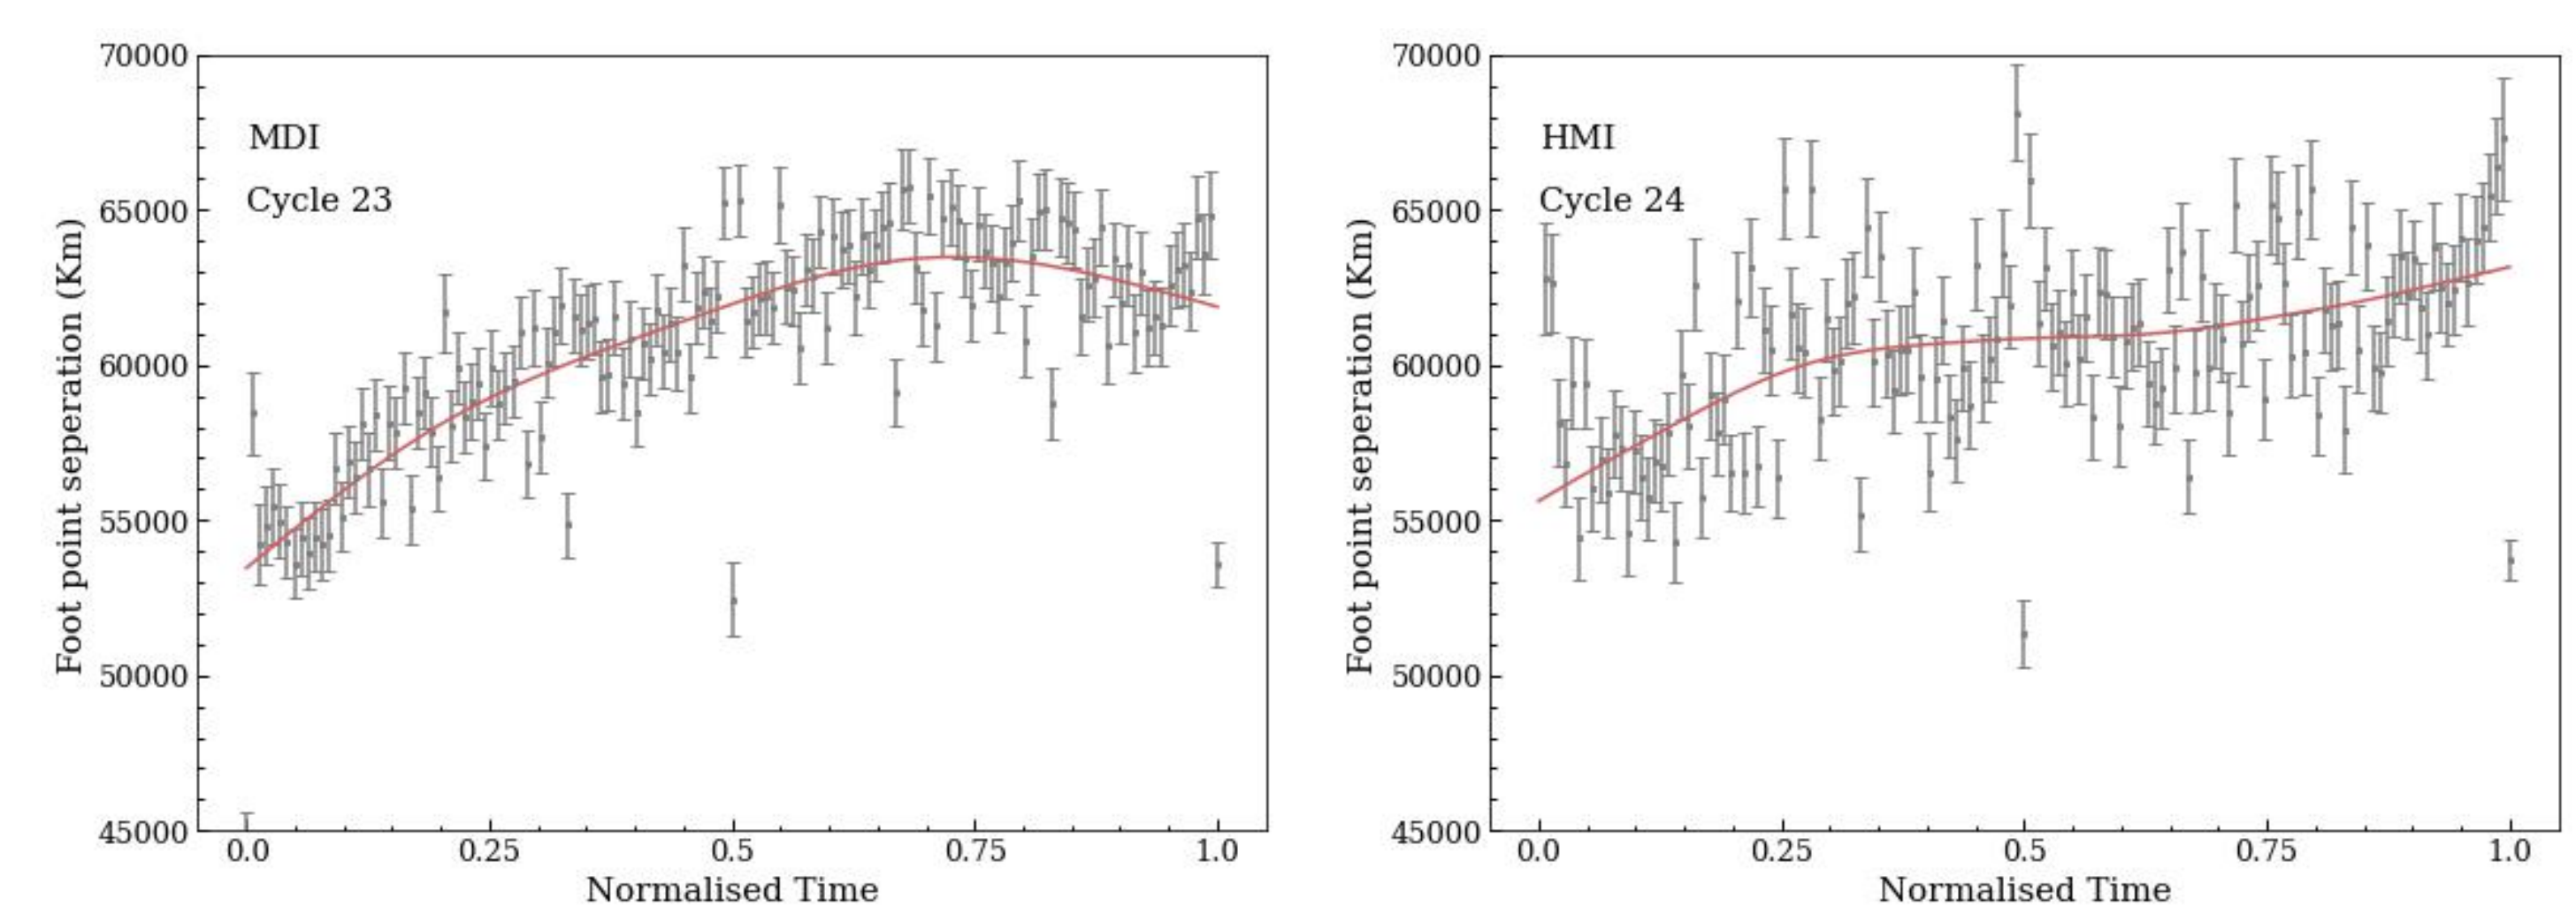 70000
65000
60000
55000
50000
45000
Foot point seperation (Km)
MDI
Cycle 23
0.0 0.25 0.5 0.75 1.0
Normalised Time
70000
65000
60000
55000
50000
45000
Foot point seperation (Km)
HMI
Cycle 24
0.0 0.25 0.5 0.75 1.0
Normalised Time